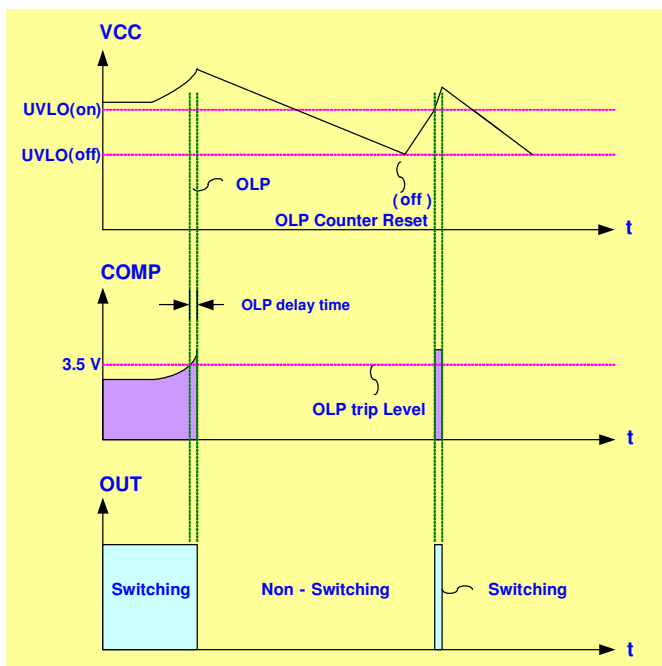 VCC
UVLO(on)
UVLO(off)
OLP
(off)
OLP Counter Reset
t
COMP
OLP delay time
3.5 V
OLP trip Level
t
OUT
Switching
Non - Switching
Switching
t